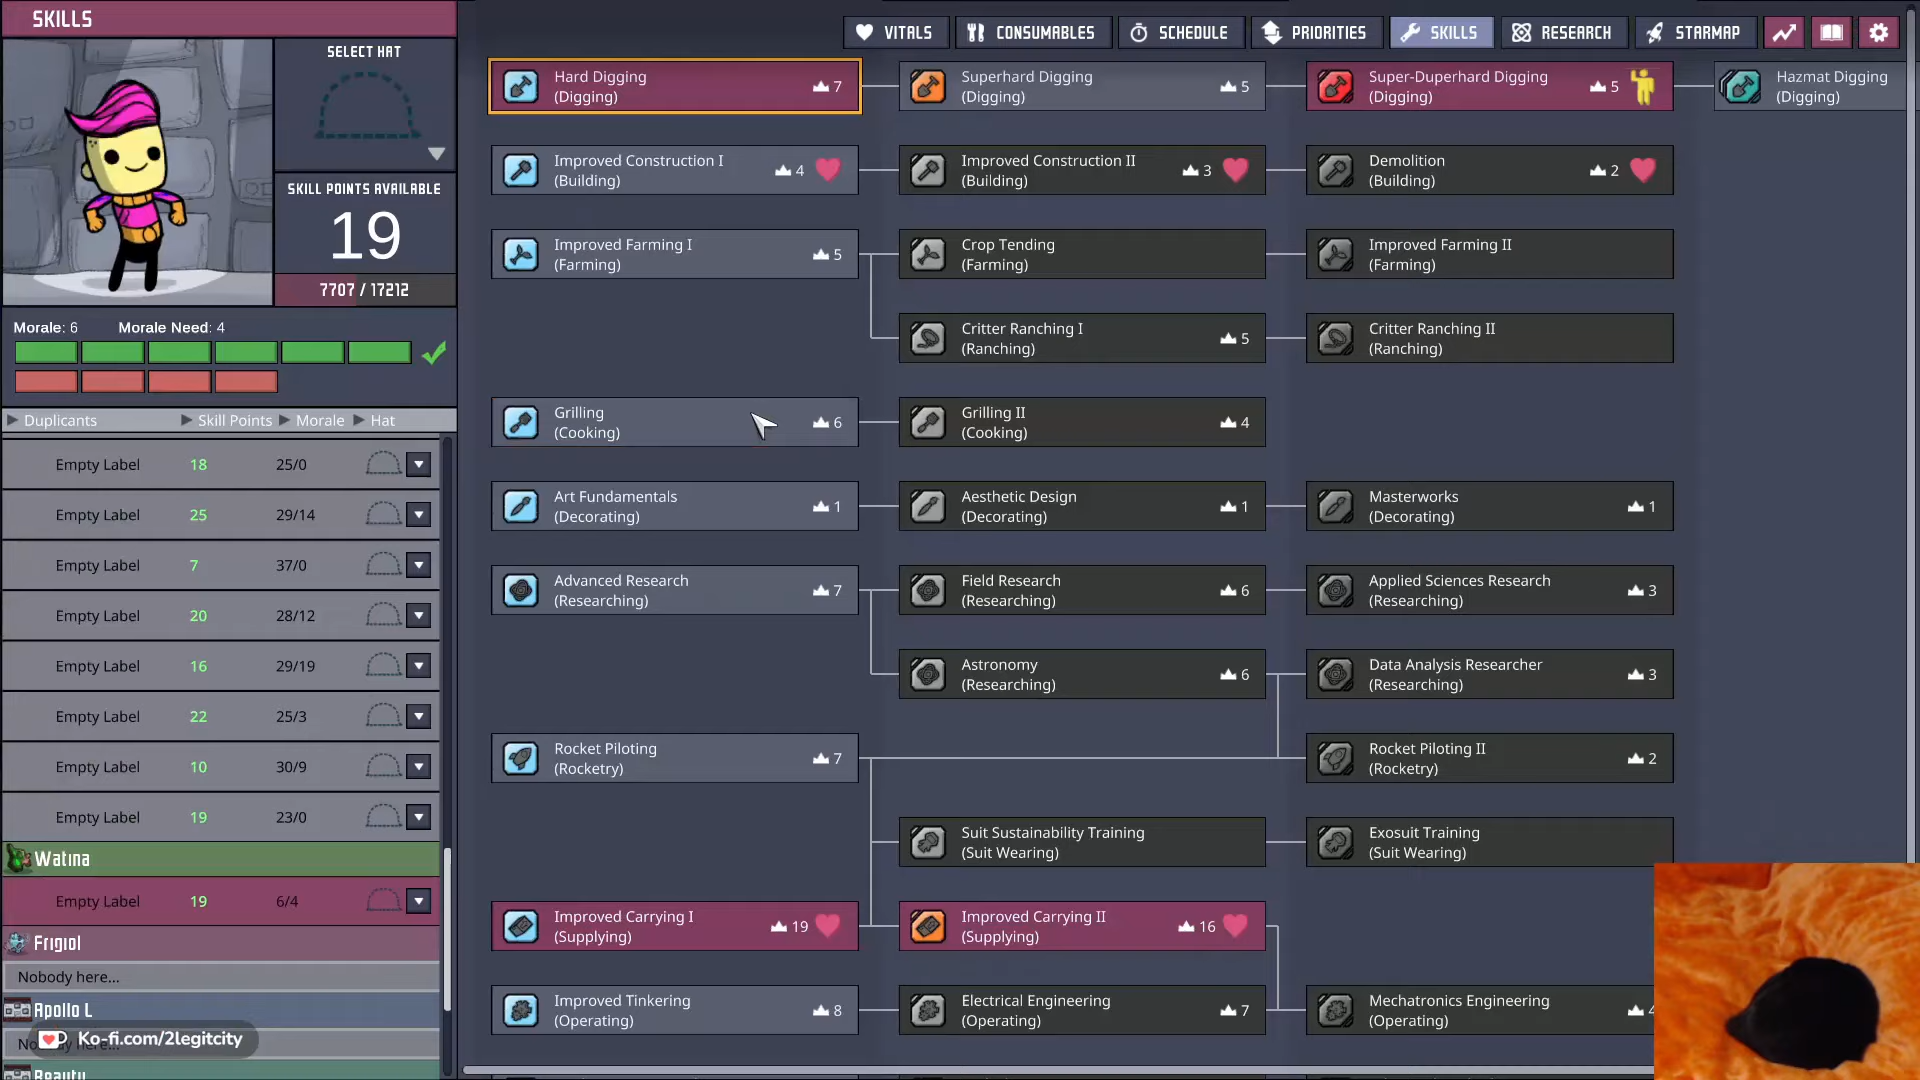 SKILLS
SELECT HAT
SKILL POINTS AVAILABLE
19
7707 / 17212
Morale: 6
Morale Need: 4
Duplicants
Skill Points
Morale
Hat
Empty Label 18 25/0
Empty Label 25 29/14
Empty Label 7 37/0
Empty Label 20 28/12
Empty Label 16 29/19
Empty Label 22 25/3
Empty Label 10 30/9
Empty Label 19 23/0
Watina
Empty Label 19 6/4
Frigiol
Nobody here...
Apollo L
Ko-fi.com/2legitcity
VITALS
CONSUMABLES
SCHEDULE
PRIORITIES
SKILLS
RESEARCH
STARMAP
Hard Digging
(Digging)
7
Superhard Digging
(Digging)
5
Super-Duperhard Digging
(Digging)
5
Hazmat Digging
(Digging)
Improved Construction I
(Building)
4
Improved Construction II
(Building)
3
Demolition
(Building)
2
Improved Farming I
(Farming)
5
Crop Tending
(Farming)
Improved Farming II
(Farming)
Critter Ranching I
(Ranching)
5
Critter Ranching II
(Ranching)
Grilling
(Cooking)
6
Grilling II
(Cooking)
4
Art Fundamentals
(Decorating)
1
Aesthetic Design
(Decorating)
1
Masterworks
(Decorating)
1
Advanced Research
(Researching)
7
Field Research
(Researching)
6
Applied Sciences Research
(Researching)
3
Astronomy
(Researching)
6
Data Analysis Researcher
(Researching)
3
Rocket Piloting
(Rocketry)
7
Rocket Piloting II
(Rocketry)
2
Suit Sustainability Training
(Suit Wearing)
Exosuit Training
(Suit Wearing)
Improved Carrying I
(Supplying)
19
Improved Carrying II
(Supplying)
16
Improved Tinkering
(Operating)
8
Electrical Engineering
(Operating)
7
Mechatronics Engineering
(Operating)